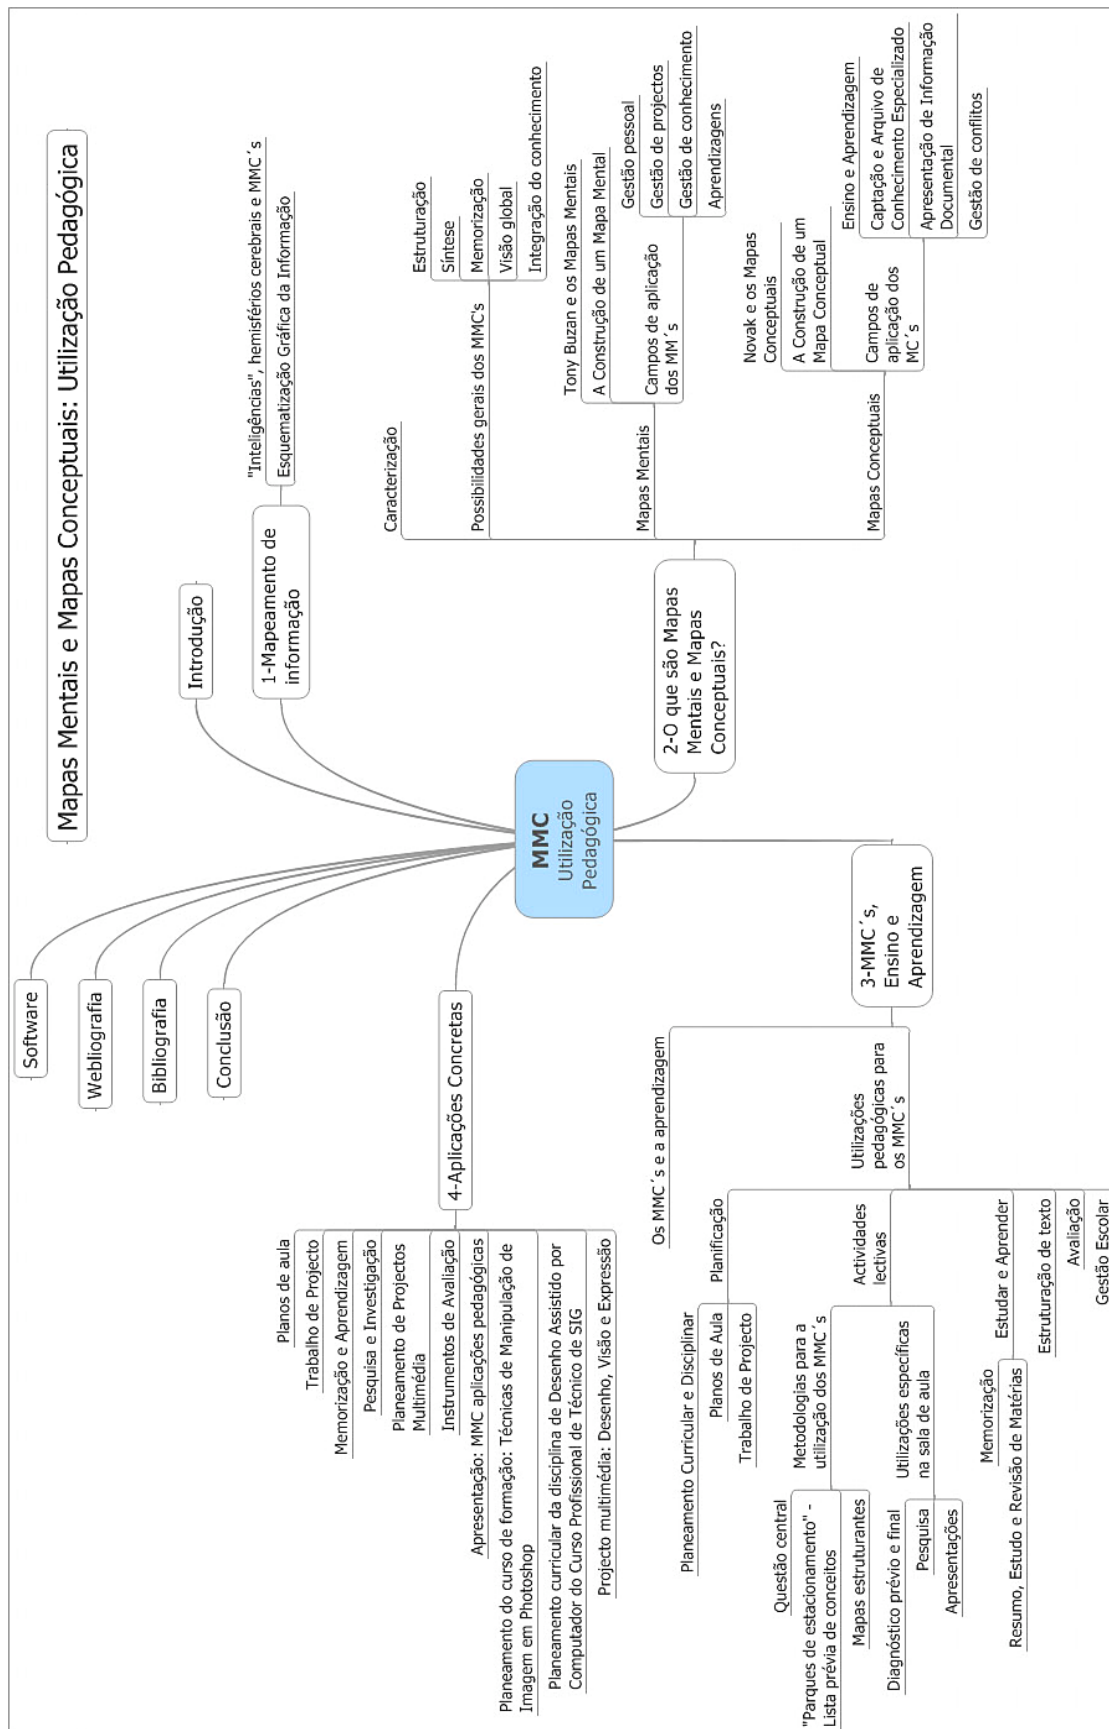 Mapas Mentais e Mapas Conceptuais: Utilização Pedagógica
MMC
Utilização
Pedagógica
Introdução
1-Mapeamento de
informação
"Inteligências", hemisférios cerebrais e MMC´s
Esquematização Gráfica da Informação
2-O que são Mapas
Mentais e Mapas
Conceptuais?
Caracterização
Possibilidades gerais dos MMC's
Estruturação
Síntese
Memorização
Visão global
Integração do conhecimento
Mapas Mentais
Tony Buzan e os Mapas Mentais
A Construção de um Mapa Mental
Campos de aplicação
dos MM´s
Gestão pessoal
Gestão de projectos
Gestão de conhecimento
Aprendizagens
Mapas Conceptuais
Novak e os Mapas
Conceptuais
A Construção de um
Mapa Conceptual
Campos de
aplicação dos
MC´s
Ensino e Aprendizagem
Captação e Arquivo de
Conhecimento Especializado
Apresentação de Informação
Documental
Gestão de conflitos
3-MMC´s,
Ensino e
Aprendizagem
Os MMC´s e a aprendizagem
Utilizações
pedagógicas para
os MMC´s
Planificação
Planeamento Curricular e Disciplinar
Planos de Aula
Trabalho de Projecto
Actividades
lectivas
Metodologias para a
utilização dos MMC´s
Questão central
"Parques de estacionamento" -
Lista prévia de conceitos
Mapas estruturantes
Utilizações específicas
na sala de aula
Diagnóstico prévio e final
Pesquisa
Apresentações
Estudar e Aprender
Memorização
Resumo, Estudo e Revisão de Matérias
Estruturação de texto
Avaliação
Gestão Escolar
4-Aplicações Concretas
Planos de aula
Trabalho de Projecto
Memorização e Aprendizagem
Pesquisa e Investigação
Planeamento de Projectos
Multimédia
Instrumentos de Avaliação
Apresentação: MMC aplicações pedagógicas
Planeamento do curso de formação: Técnicas de Manipulação de
Imagem em Photoshop
Planeamento curricular da disciplina de Desenho Assistido por
Computador do Curso Profissional de Técnico de SIG
Projecto multimédia: Desenho, Visão e Expressão
Conclusão
Bibliografia
Webliografia
Software